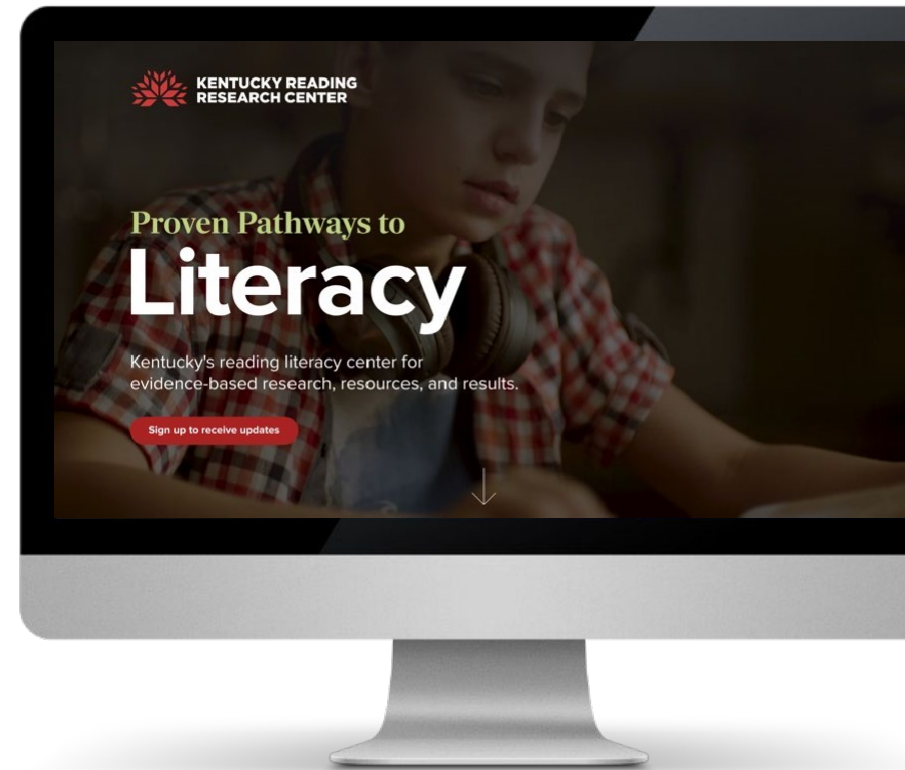 KENTUCKY READING
RESEARCH CENTER
Proven Pathways to
Literacy
Kentucky's reading literacy center for
evidence-based research, resources, and results.
Sign up to receive updates